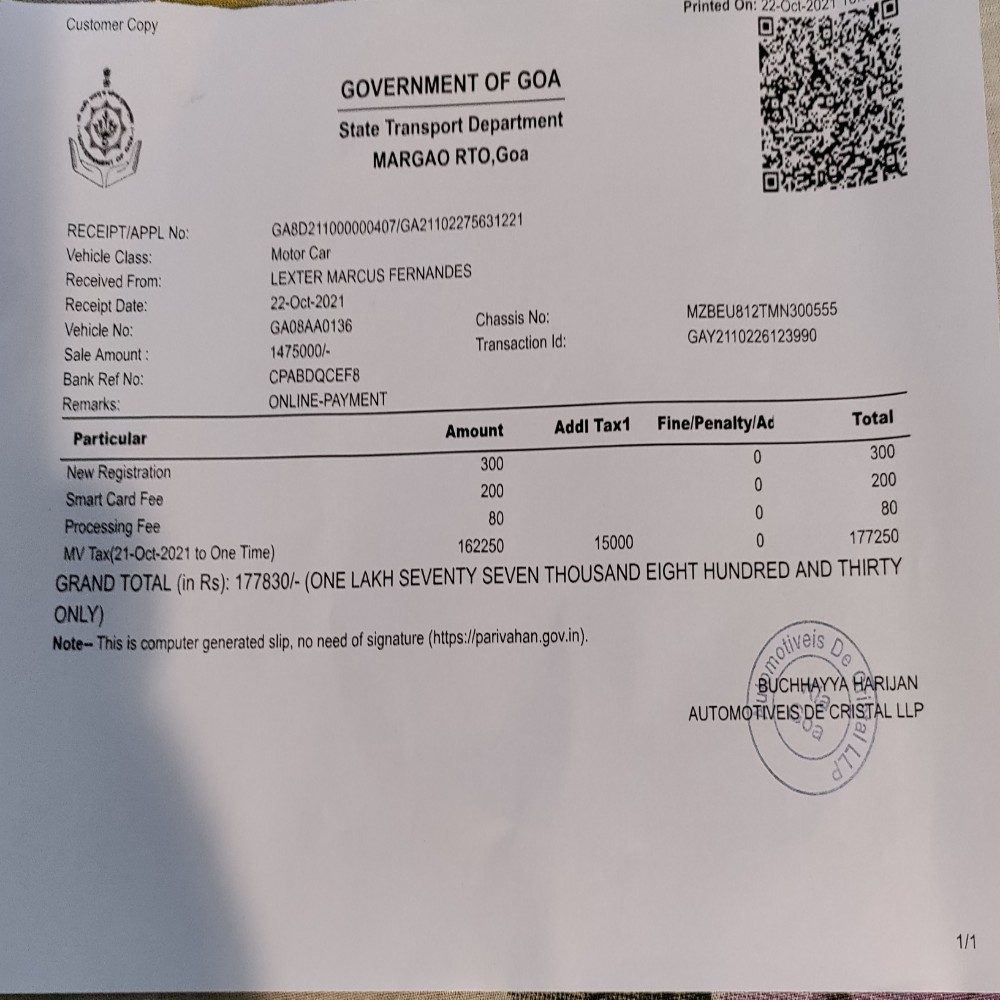 Customer Copy
Printed On: 22-Oct-2021
GOVERNMENT OF GOA
State Transport Department
MARGAO RTO,Goa
RECEIPT/APPL No: GA8D211000000407/GA21102275631221
Vehicle Class: Motor Car
Received From: LEXTER MARCUS FERNANDES
Receipt Date: 22-Oct-2021
Vehicle No: GA08AA0136 Chassis No: MZBEU812TMN300555
Sale Amount : 1475000/- Transaction Id: GAY2110226123990
Bank Ref No: CPABDQCEF8
Remarks: ONLINE-PAYMENT
Particular Amount Addl Tax1 Fine/Penalty/Ad Total
New Registration 300 0 300
Smart Card Fee 200 0 200
Processing Fee 80 0 80
MV Tax(21-Oct-2021 to One Time) 162250 15000 0 177250
GRAND TOTAL (in Rs): 177830/- (ONE LAKH SEVENTY SEVEN THOUSAND EIGHT HUNDRED AND THIRTY
ONLY)
Note-- This is computer generated slip, no need of signature (https://parivahan.gov.in).
BUCHHAYYA HARIJAN
AUTOMOTIVEIS DE CRISTAL LLP
1/1